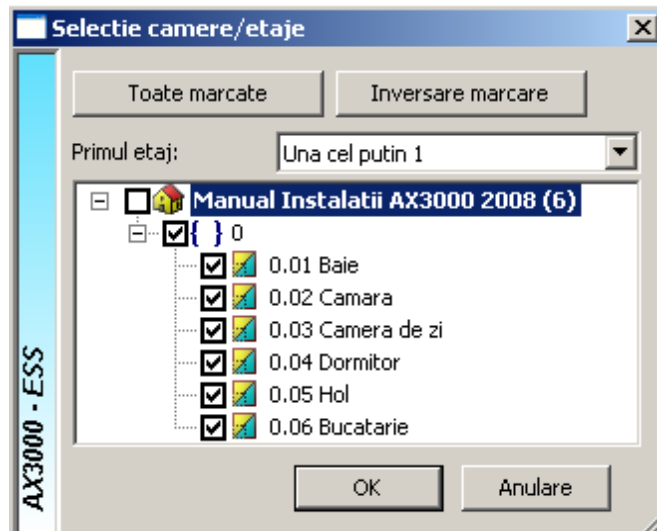 Selectie camere/etaje
Toate marcate Inversare marcare
Primul etaj: Una cel putin 1
Manual Instalatii AX3000 2008 (6)
{ } 0
0.01 Baie
0.02 Camara
0.03 Camera de zi
0.04 Dormitor
0.05 Hol
0.06 Bucatarie
OK Anulare
AX3000 - ESS